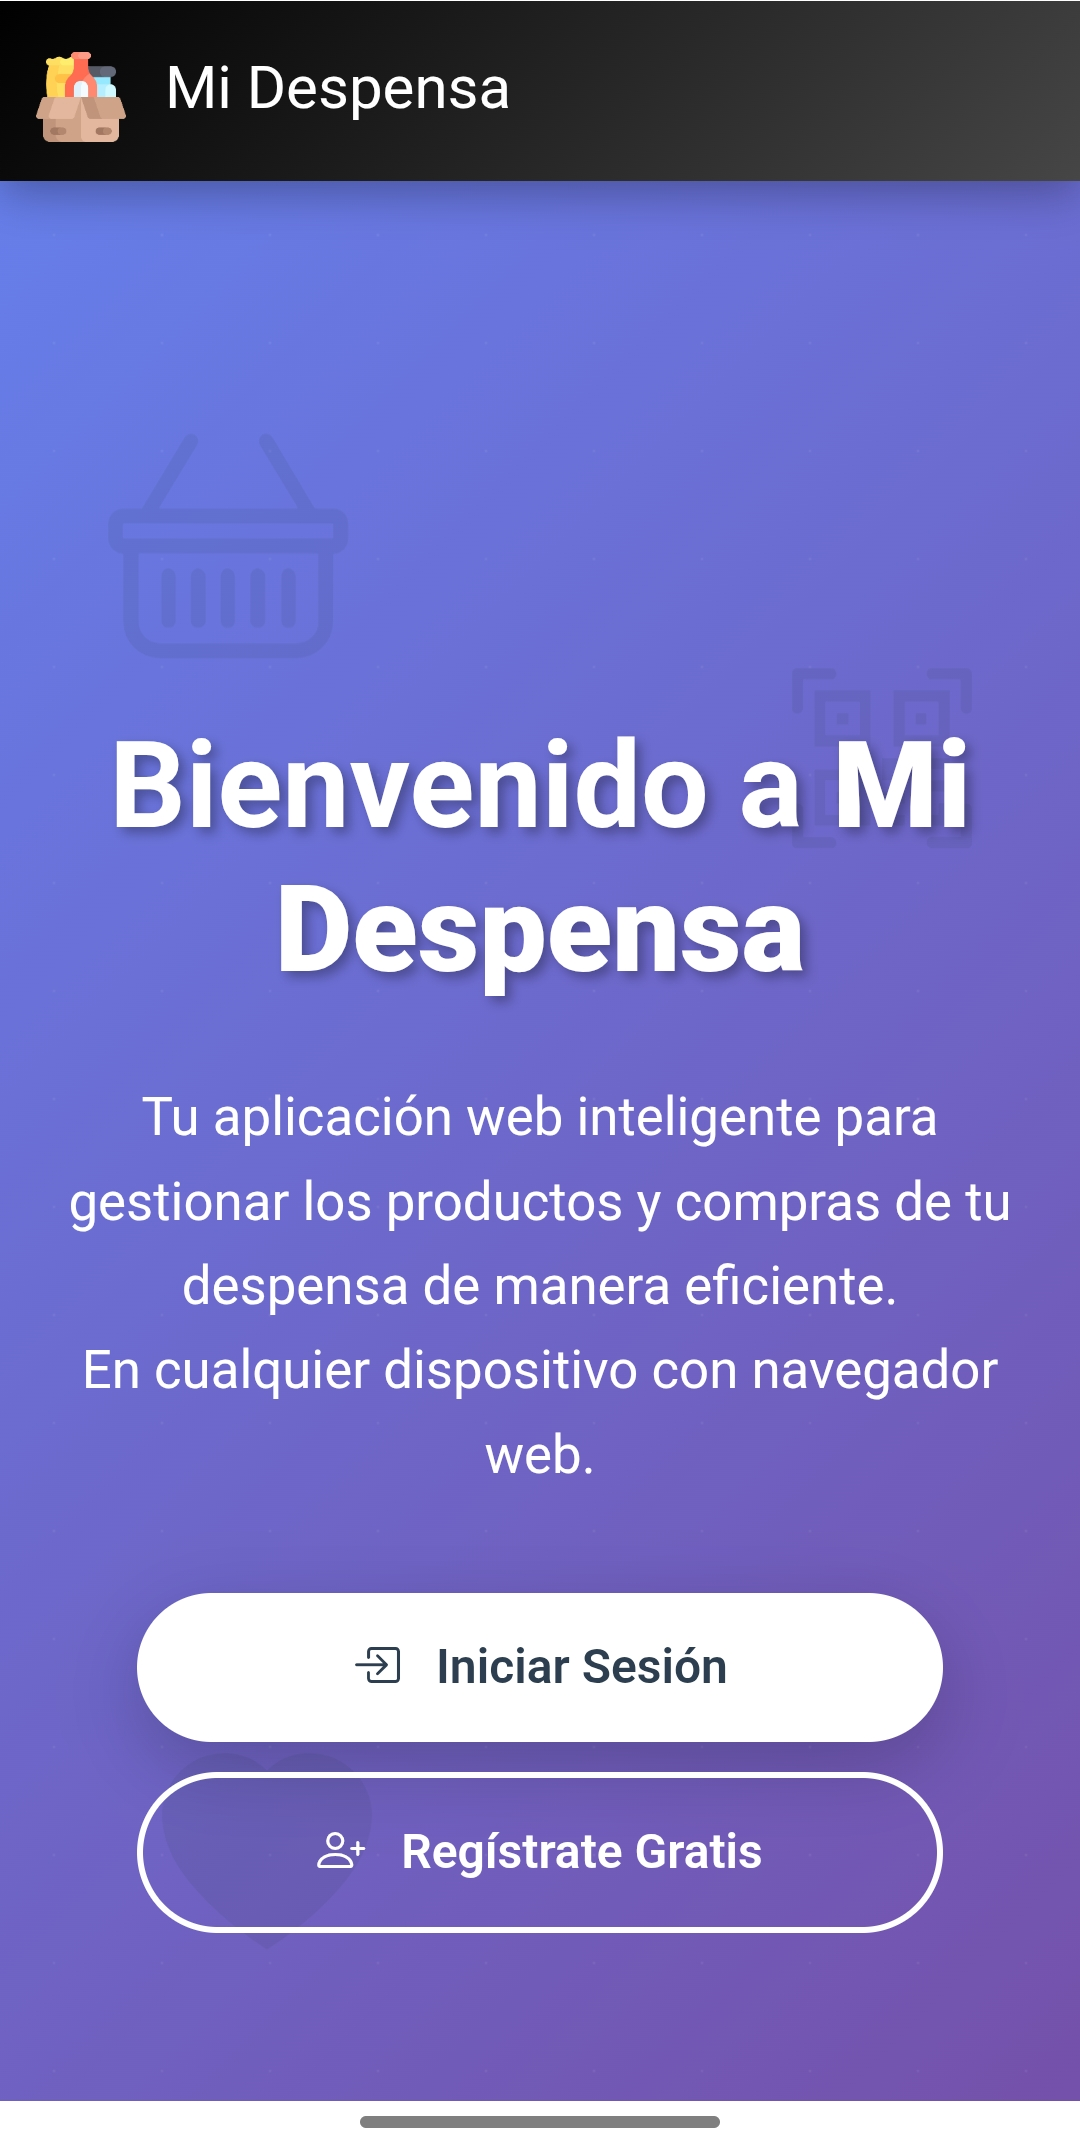 Mi Despensa
Bienvenido a Mi
Despensa
Tu aplicación web inteligente para
gestionar los productos y compras de tu
despensa de manera eficiente.
En cualquier dispositivo con navegador
web.
Iniciar Sesión
Regístrate Gratis